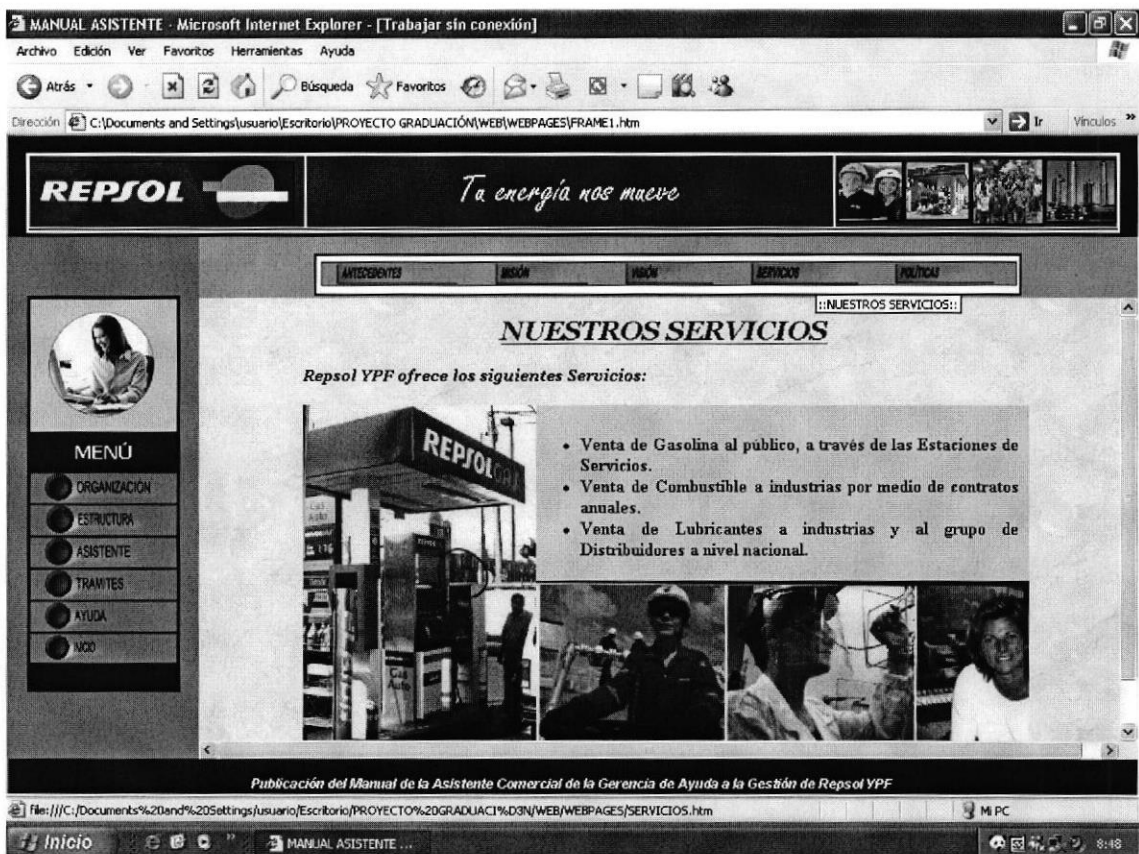 MANUAL ASISTENTE - Microsoft Internet Explorer - [Trabajar sin conexión]
Archivo Edición Ver Favoritos Herramientas Ayuda
Atrás Búsqueda Favoritos
Dirección C:\Documents and Settings\usuario\Escritorio\PROYECTO GRADUACIÓN\WEB\WEBPAGES\FRAME1.htm Ir Vínculos
REPSOL Tu energía nos mueve
ANTECEDENTES MISIÓN VISIÓN SERVICIOS POLÍTICAS
::NUESTROS SERVICIOS::
NUESTROS SERVICIOS
Repsol YPF ofrece los siguientes Servicios:
REPSOL GAS
Gas
Auto
• Venta de Gasolina al público, a través de las Estaciones de
Servicios.
• Venta de Combustible a industrias por medio de contratos
anuales.
• Venta de Lubricantes a industrias y al grupo de
Distribuidores a nivel nacional.
Gas
Auto
MENÚ
ORGANIZACIÓN
ESTRUCTURA
ASISTENTE
TRAMITES
AYUDA
INICIO
Publicación del Manual de la Asistente Comercial de la Gerencia de Ayuda a la Gestión de Repsol YPF
file:///C:/Documents%20and%20Settings/usuario/Escritorio/PROYECTO%20GRADUACI%D3N/WEB/WEBPAGES/SERVICIOS.htm Mi PC
Inicio MANUAL ASISTENTE ... 8:48